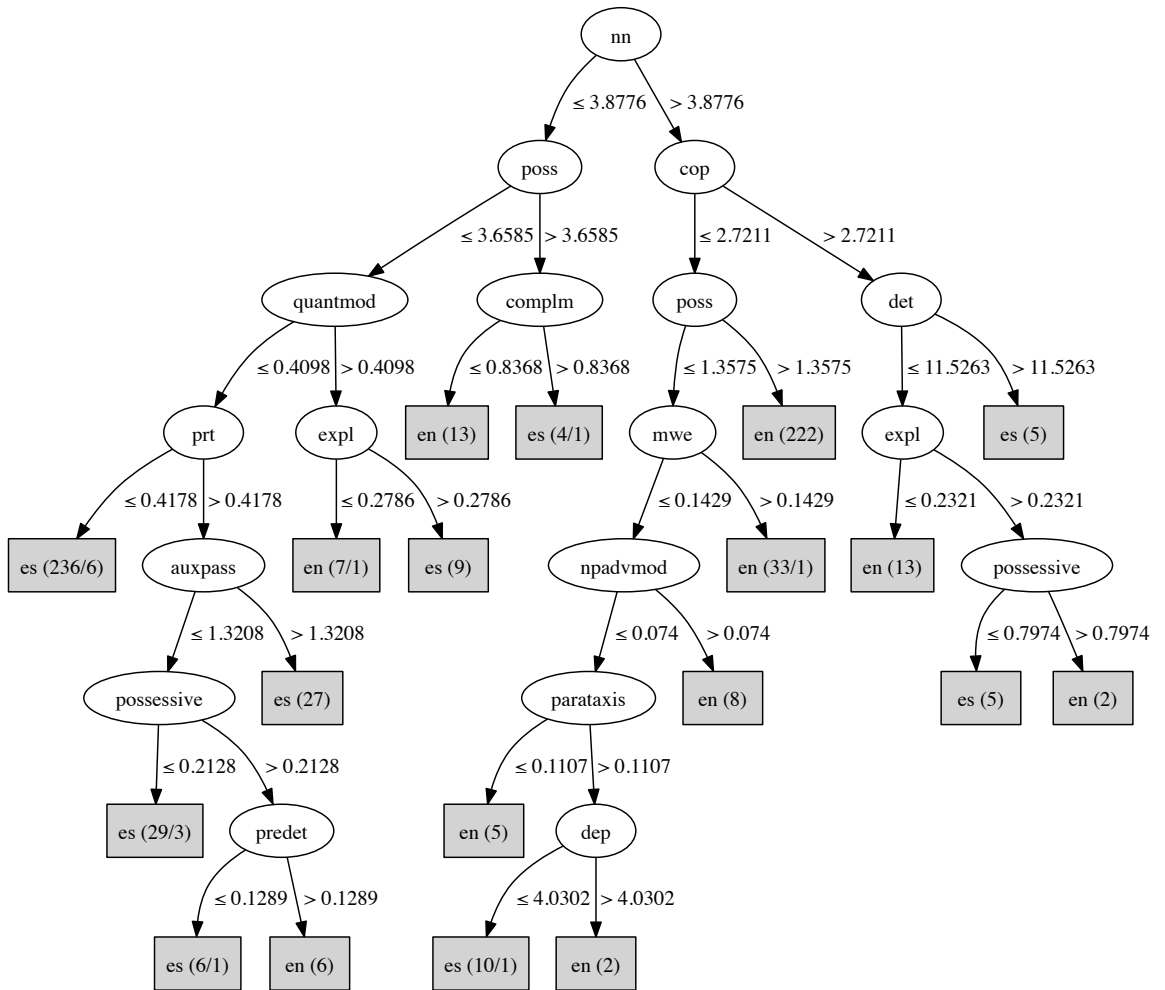 nn
≤ 3.8776 > 3.8776
poss cop
≤ 3.6585 > 3.6585 ≤ 2.7211 > 2.7211
quantmod complm poss det
≤ 0.4098 > 0.4098 ≤ 0.8368 > 0.8368 ≤ 1.3575 > 1.3575 ≤ 11.5263 > 11.5263
prt expl en (13) es (4/1) mwe en (222) expl es (5)
≤ 0.4178 > 0.4178 ≤ 0.2786 > 0.2786 ≤ 0.1429 > 0.1429 ≤ 0.2321 > 0.2321
es (236/6) auxpass en (7/1) es (9) npadvmod en (33/1) en (13) possessive
≤ 1.3208 > 1.3208 ≤ 0.074 > 0.074 ≤ 0.7974 > 0.7974
possessive es (27) parataxis en (8) es (5) en (2)
≤ 0.2128 > 0.2128 ≤ 0.1107 > 0.1107
es (29/3) predet en (5) dep
≤ 0.1289 > 0.1289 ≤ 4.0302 > 4.0302
es (6/1) en (6) es (10/1) en (2)